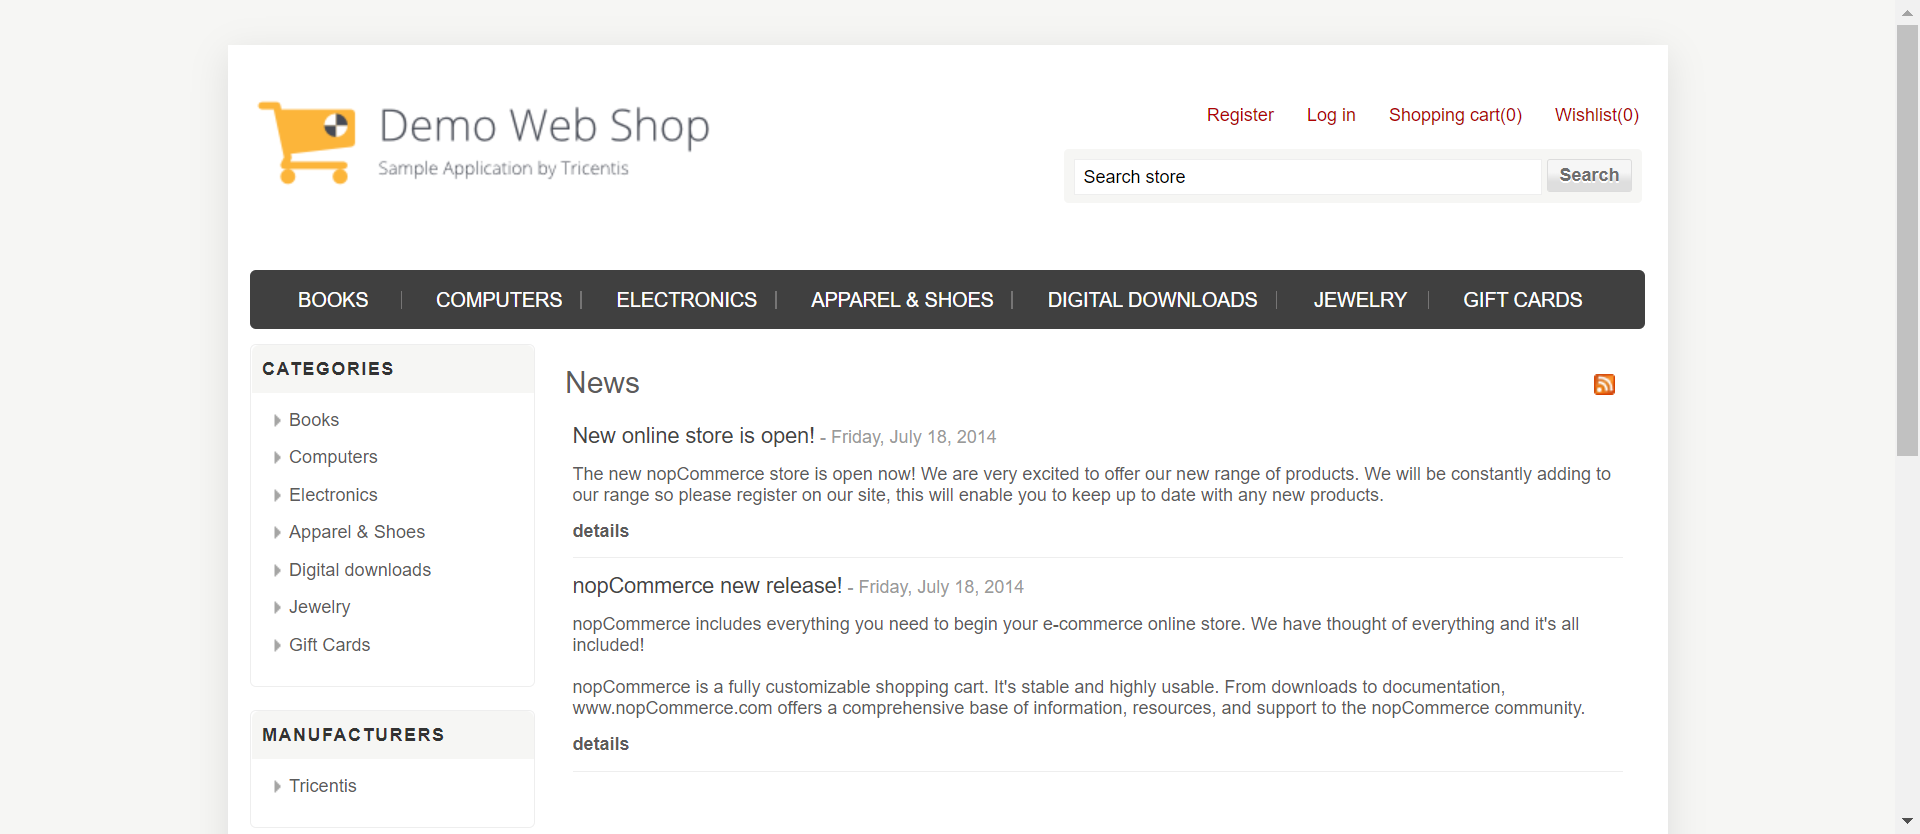 Demo Web Shop
Sample Application by Tricentis
Register Log in Shopping cart(0) Wishlist(0)
Search store Search
BOOKS COMPUTERS ELECTRONICS APPAREL & SHOES DIGITAL DOWNLOADS JEWELRY GIFT CARDS
CATEGORIES
Books
Computers
Electronics
Apparel & Shoes
Digital downloads
Jewelry
Gift Cards
MANUFACTURERS
Tricentis
News
New online store is open! - Friday, July 18, 2014
The new nopCommerce store is open now! We are very excited to offer our new range of products. We will be constantly adding to
our range so please register on our site, this will enable you to keep up to date with any new products.
details
nopCommerce new release! - Friday, July 18, 2014
nopCommerce includes everything you need to begin your e-commerce online store. We have thought of everything and it's all
included!
nopCommerce is a fully customizable shopping cart. It's stable and highly usable. From downloads to documentation,
www.nopCommerce.com offers a comprehensive base of information, resources, and support to the nopCommerce community.
details